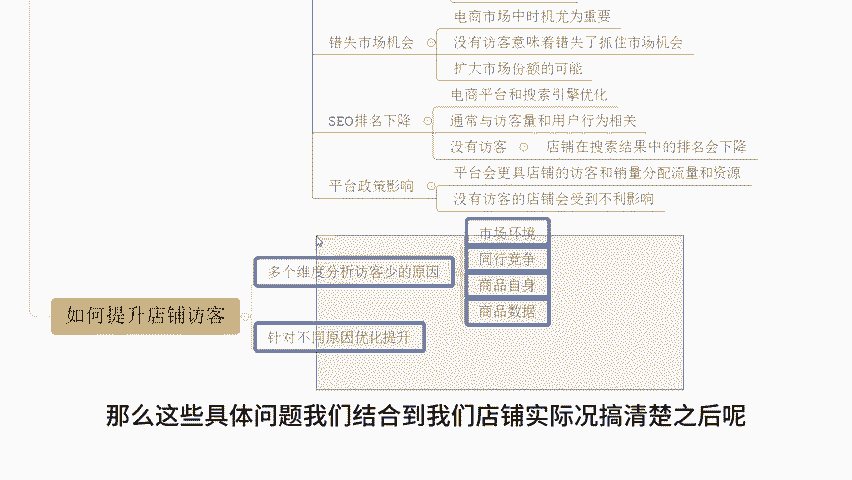 电商市场中时机尤为重要
错失市场机会
没有访客意味着错失了抓住市场机会
扩大市场份额的可能
电商平台和搜索引擎优化
SEO排名下降
通常与访客量和用户行为相关
没有访客
店铺在搜索结果中的排名会下降
平台会更具店铺的访客和销量分配流量和资源
平台政策影响
没有访客的店铺会受到不利影响
市场环境
同行竞争
多个维度分析访客少的原因
商品自身
商品数据
如何提升店铺访客
针对不同原因优化提升
那么这些具体问题我们结合到我们店铺实际况搞清楚之后呢